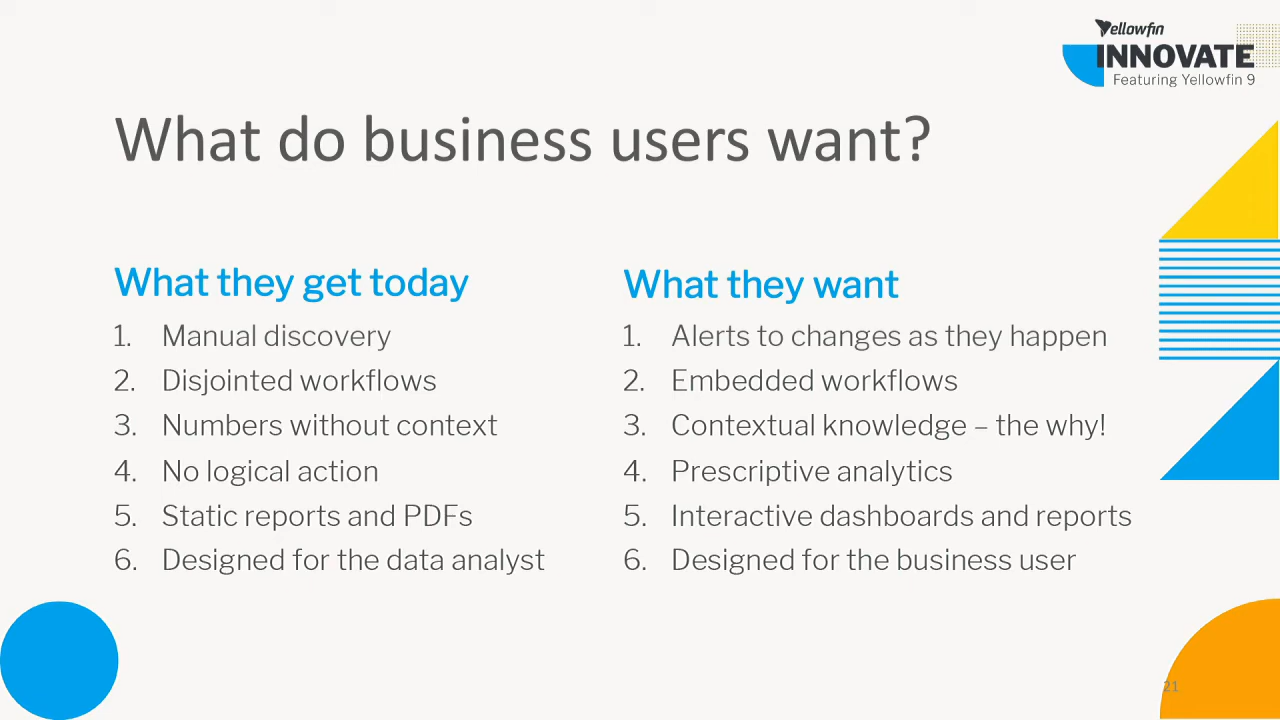 Yellowfin
INNOVATE
Featuring Yellowfin 9
What do business users want?
What they get today
1. Manual discovery
2. Disjointed workflows
3. Numbers without context
4. No logical action
5. Static reports and PDFs
6. Designed for the data analyst
What they want
1. Alerts to changes as they happen
2. Embedded workflows
3. Contextual knowledge – the why!
4. Prescriptive analytics
5. Interactive dashboards and reports
6. Designed for the business user
21